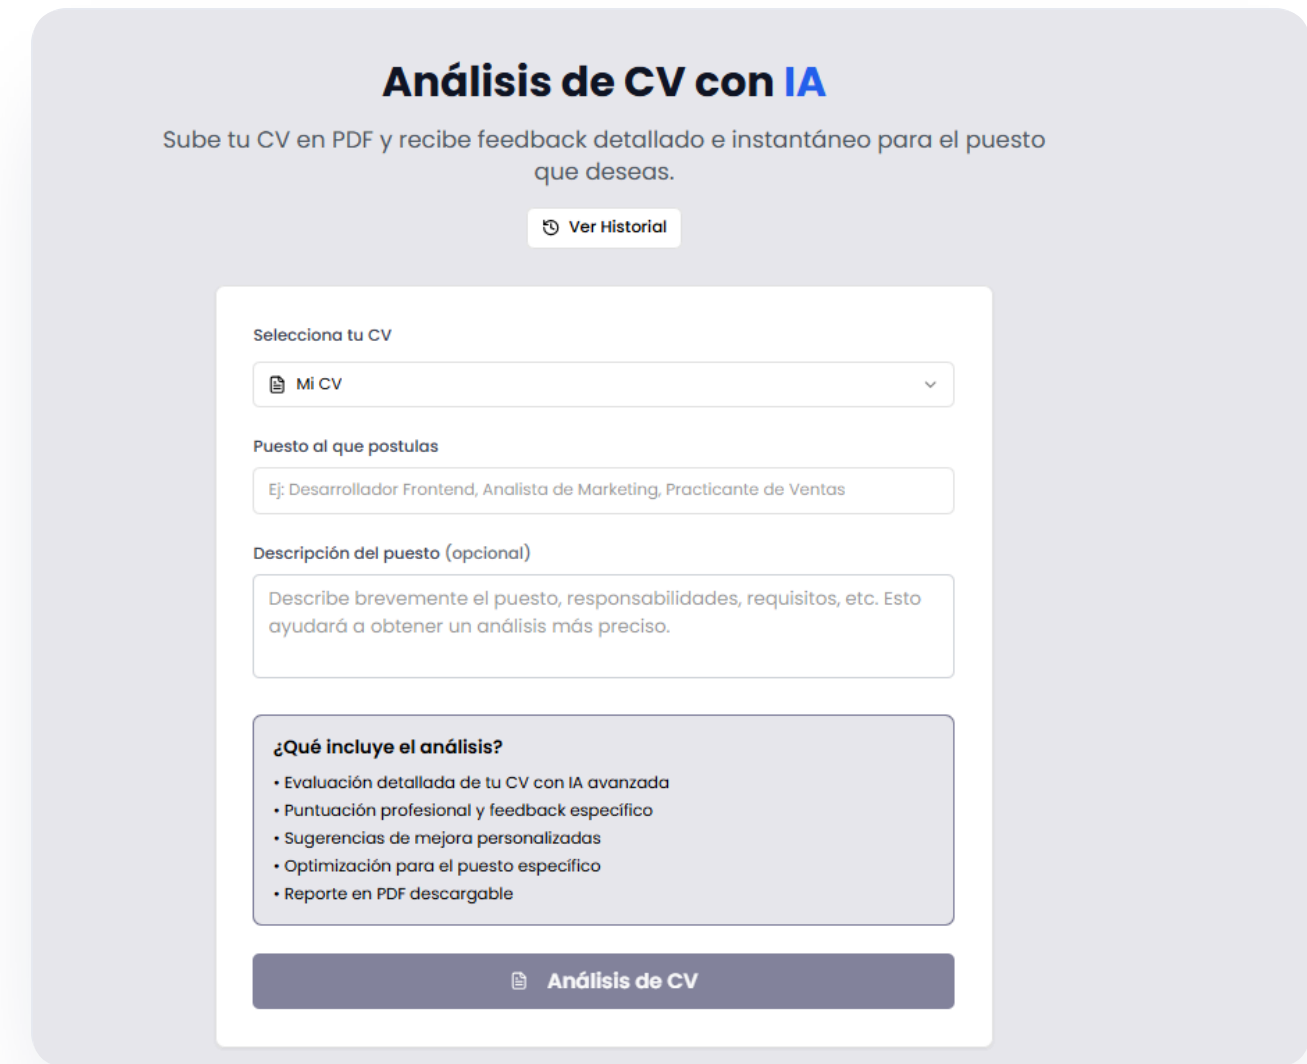 Análisis de CV con IA
Sube tu CV en PDF y recibe feedback detallado e instantáneo para el puesto
que deseas.
Ver Historial
Selecciona tu CV
Mi CV
Puesto al que postulas
Ej: Desarrollador Frontend, Analista de Marketing, Practicante de Ventas
Descripción del puesto (opcional)
Describe brevemente el puesto, responsabilidades, requisitos, etc. Esto
ayudará a obtener un análisis más preciso.
¿Qué incluye el análisis?
• Evaluación detallada de tu CV con IA avanzada
• Puntuación profesional y feedback específico
• Sugerencias de mejora personalizadas
• Optimización para el puesto específico
• Reporte en PDF descargable
Análisis de CV